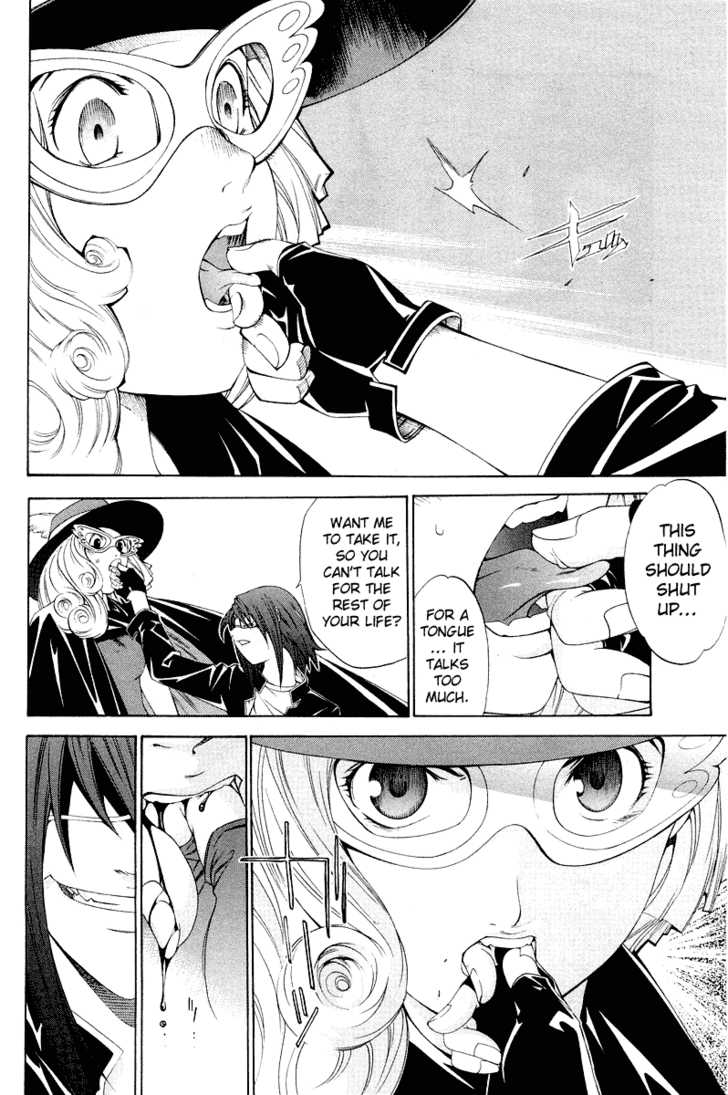 THIS
THING
SHOULD
SHUT
UP...
FOR A
TONGUE
... IT
TALKS
TOO
MUCH.
WANT ME
TO TAKE IT,
SO YOU
CAN'T TALK
FOR THE
REST OF
YOUR LIFE?